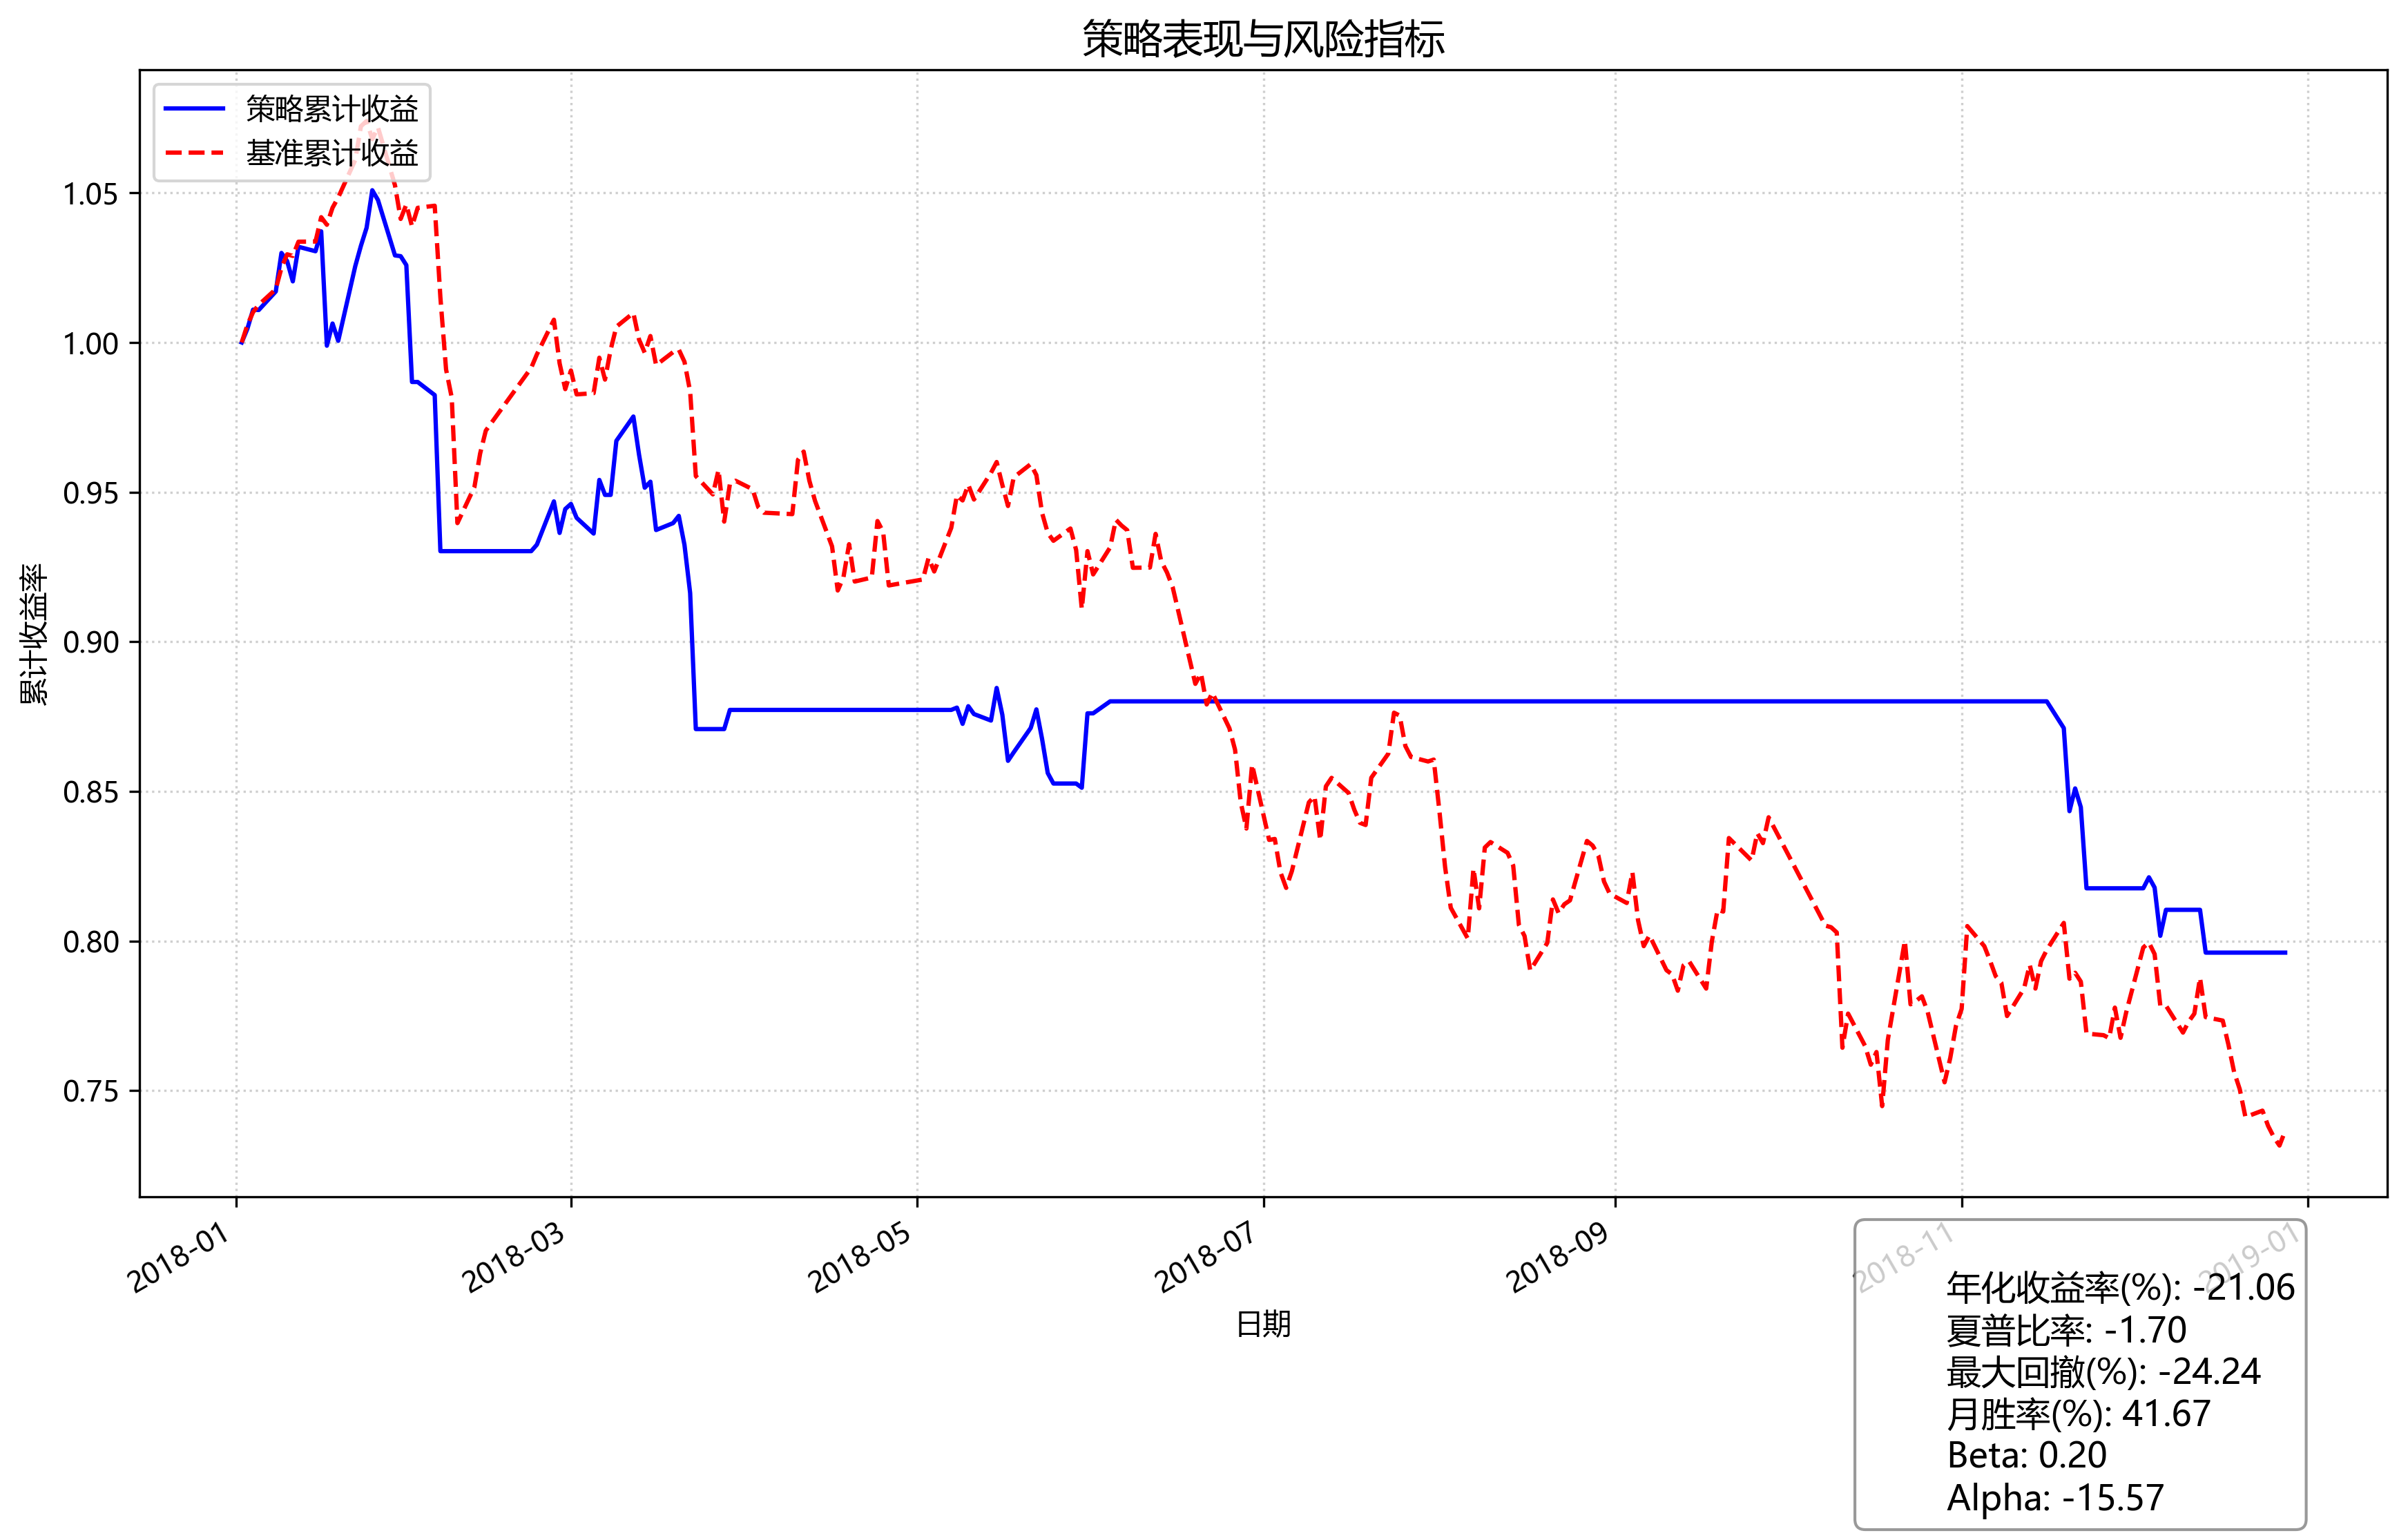 策略表现与风险指标
策略累计收益
基准累计收益
累计收益率
1.05
1.00
0.95
0.90
0.85
0.80
0.75
2018-01
2018-03
2018-05
2018-07
2018-09
2018-11
2019-01
日期
年化收益率(%): -21.06
夏普比率: -1.70
最大回撤(%): -24.24
月胜率(%): 41.67
Beta: 0.20
Alpha: -15.57